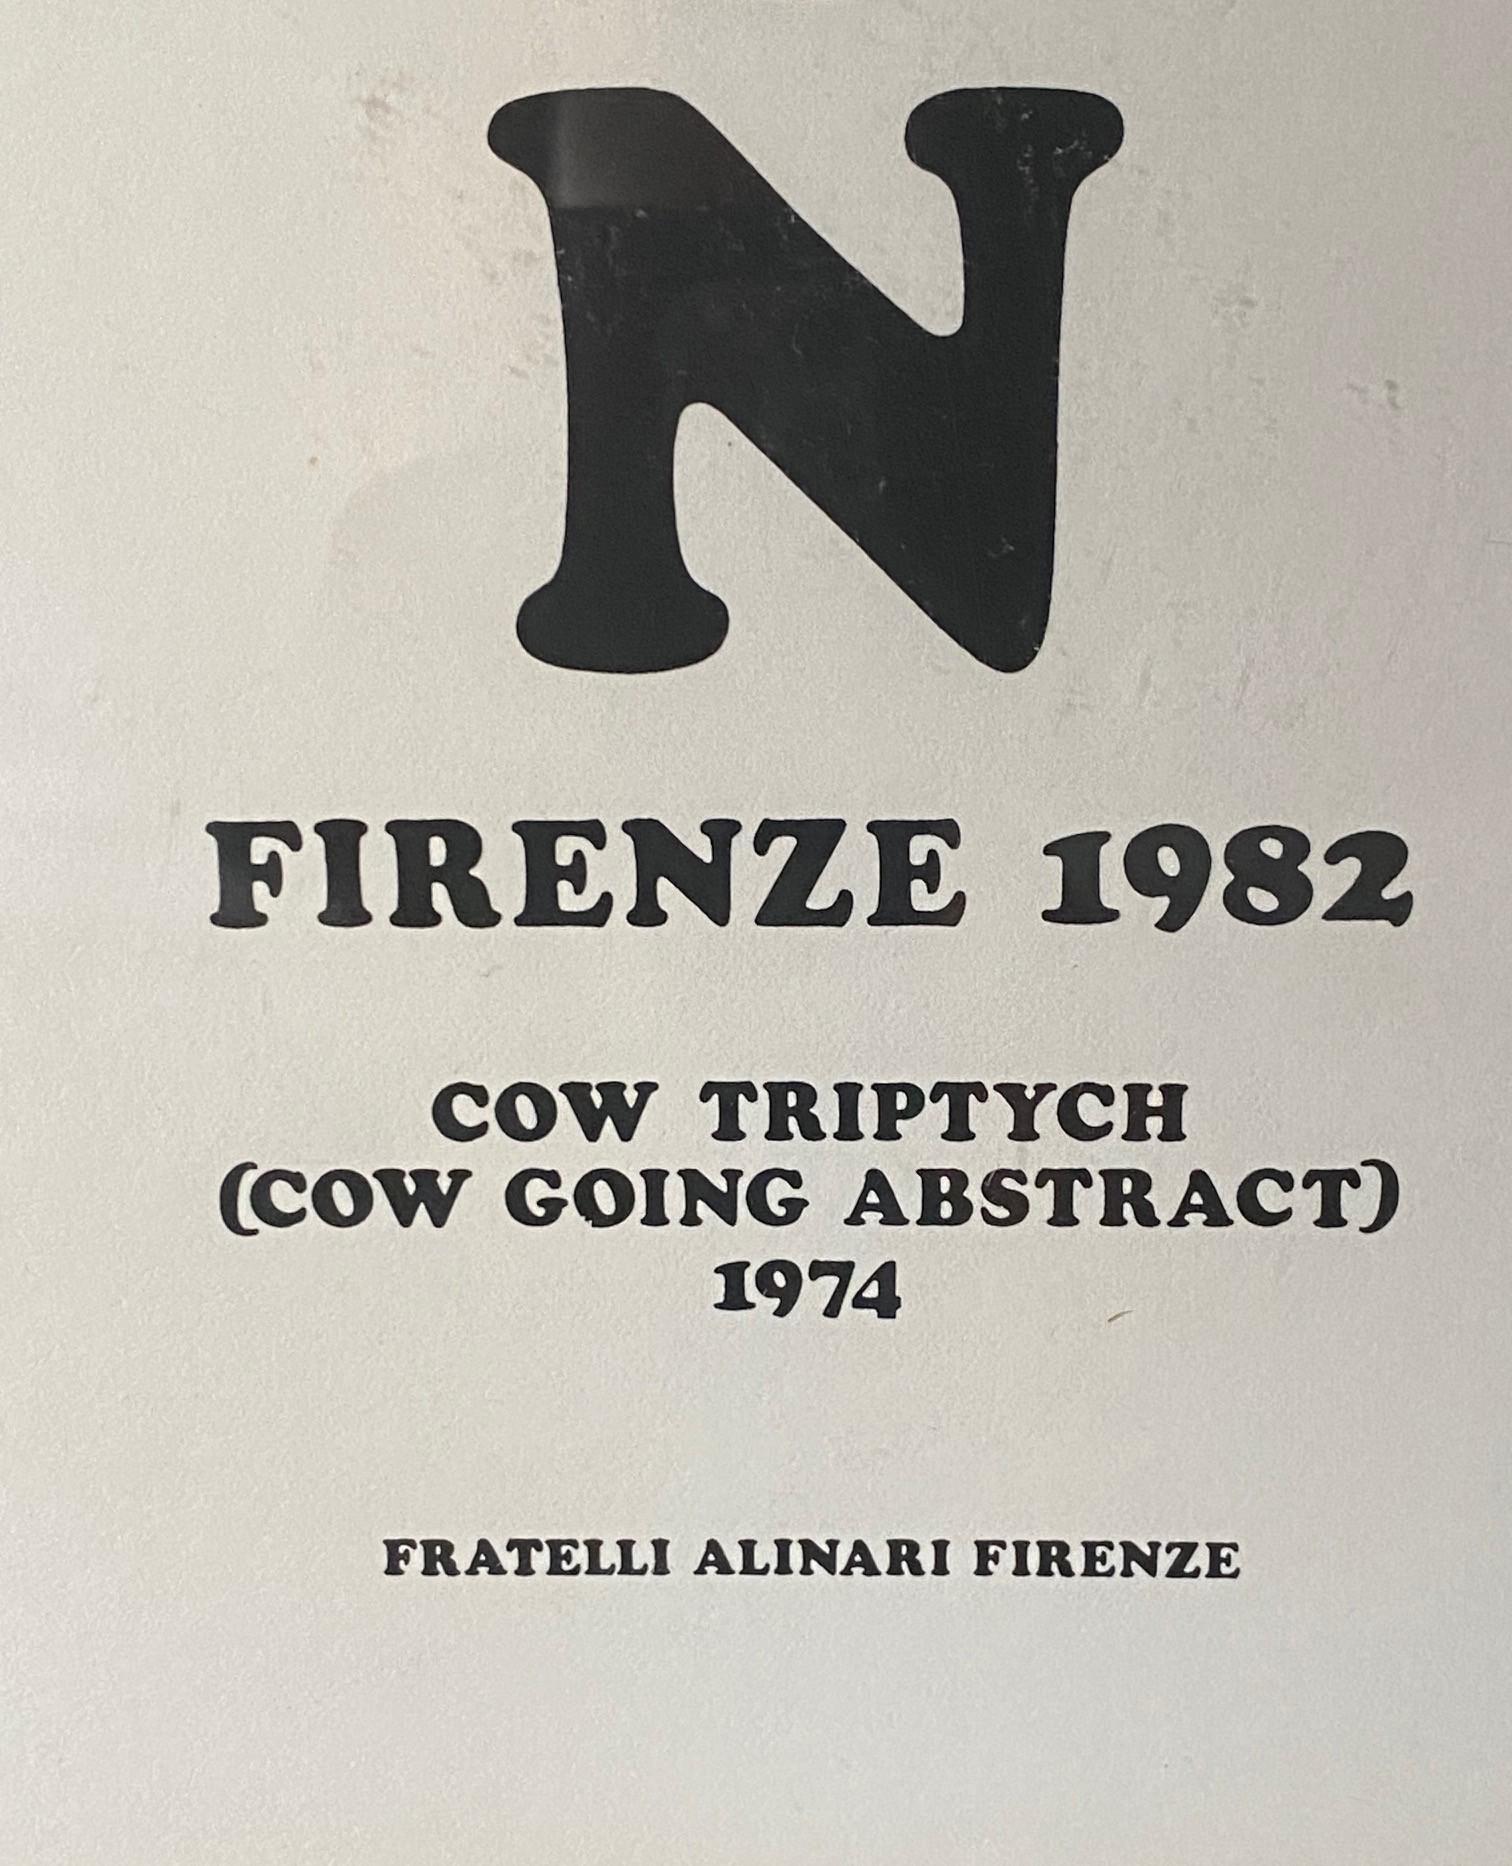 N
FIRENZE 1982
COW TRIPTYCH
(COW GOING ABSTRACT)
1974
FRATELLI ALINARI FIRENZE